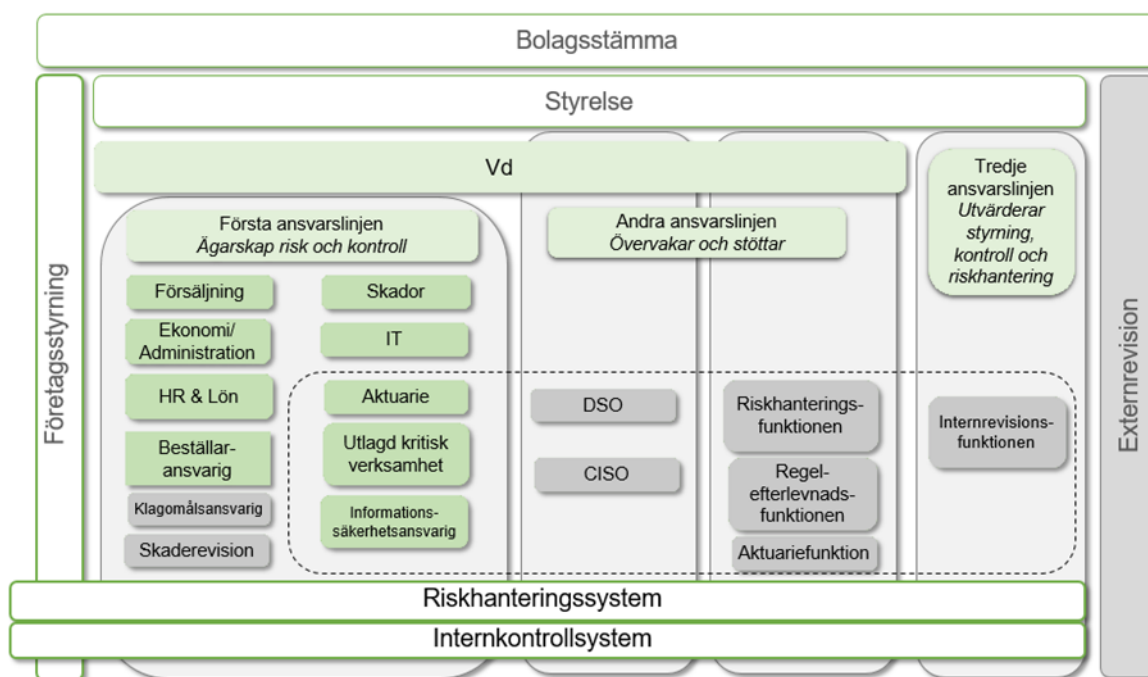 Bolagsstämma
Styrelse
Företagsstyrning
Externrevision
Vd
Första ansvarslinjen
Ägarskap risk och kontroll
Försäljning
Ekonomi/
Administration
HR & Lön
Beställar-
ansvarig
Klagomålsansvarig
Skaderevision
Skador
IT
Aktuarie
Utlagd kritisk
verksamhet
Informations-
säkerhetsansvarig
Andra ansvarslinjen
Övervakar och stöttar
DSO
CISO
Riskhanterings-
funktionen
Regel-
efterlevnads-
funktionen
Aktuariefunktion
Tredje
ansvarslinjen
Utvärderar
styrning,
kontroll och
riskhantering
Internrevisions-
funktionen
Riskhanteringssystem
Internkontrollsystem